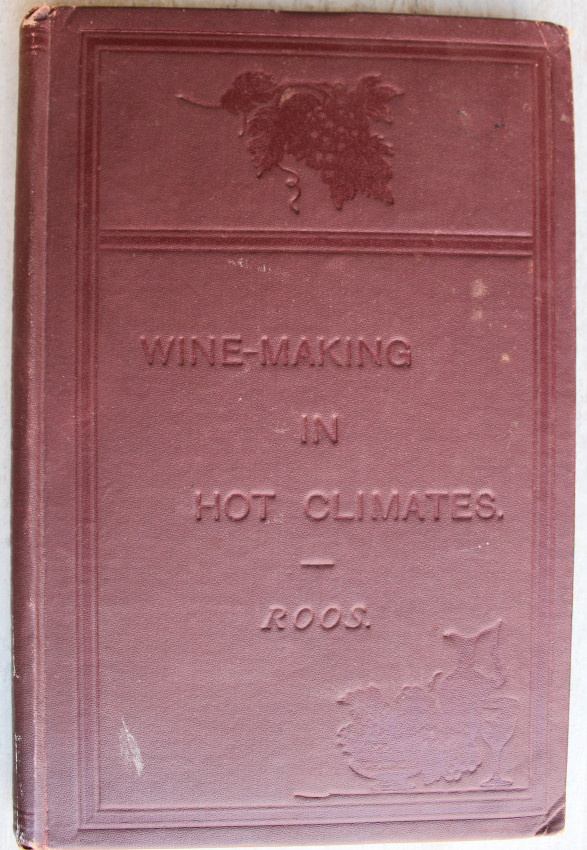 WINE-MAKING
IN
HOT CLIMATES.
ROOS.